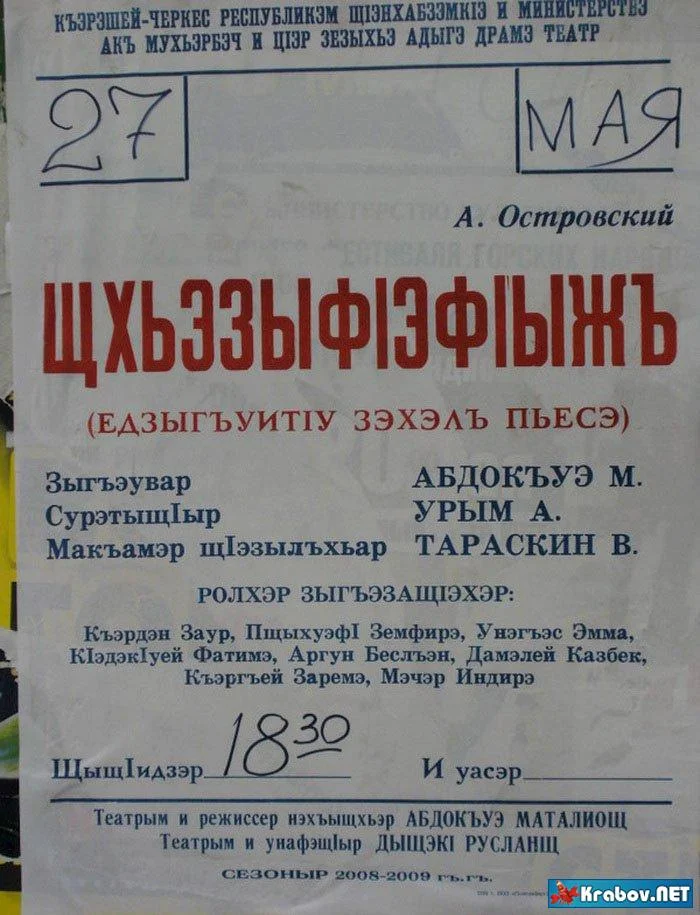 КЪЭРЭШЕЙ-ЧЕРКЕС РЕСПУБЛИКЭМ ЩIЭНХАБЗЭМКIЭ И МИНИСТЕРСТВЭ
АКЪ МУХЬЭРБЭЧ И ЦIЭР ЗЕЗЫХЬЭ АДЫГЭ ДРАМЭ ТЕАТР
27 МАЯ
А. Островский
ЩХЬЭЗЫФIЭФIЫЖЪ
(ЕДЗЫГЪУИТIУ ЗЭХЭЛЪ ПЬЕСЭ)
Зыгъэувар АБДОКЪУЭ М.
СурэтыщIыр УРЫМ А.
Макъамэр щIэзылъхьар ТАРАСКИН В.
РОЛХЭР ЗЫГЪЭЗАЩIЭХЭР:
Къэрдэн Заур, ПщыхуэфI Земфирэ, Унэгъэс Эмма,
КIэдэкIуей Фатимэ, Аргун Беслъэн, Дамэлей Казбек,
Къэргъей Заремэ, Мэчэр Индирэ
ЩыщIидзэр 18 30 И уасэр
Театрым и режиссер нэхъыщхьэр АБДОКЪУЭ МАТАЛИОЩ
Театрым и унафэщIыр ДЫЩЭКI РУСЛАНЩ
СЕЗОНЫР 2008-2009 гъ.гъ.
Krabov.NET